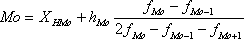 Mo = X_{HMo} + h_{Mo} \frac{f_{Mo} - f_{Mo-1}}{2f_{Mo} - f_{Mo-1} - f_{Mo+1}}